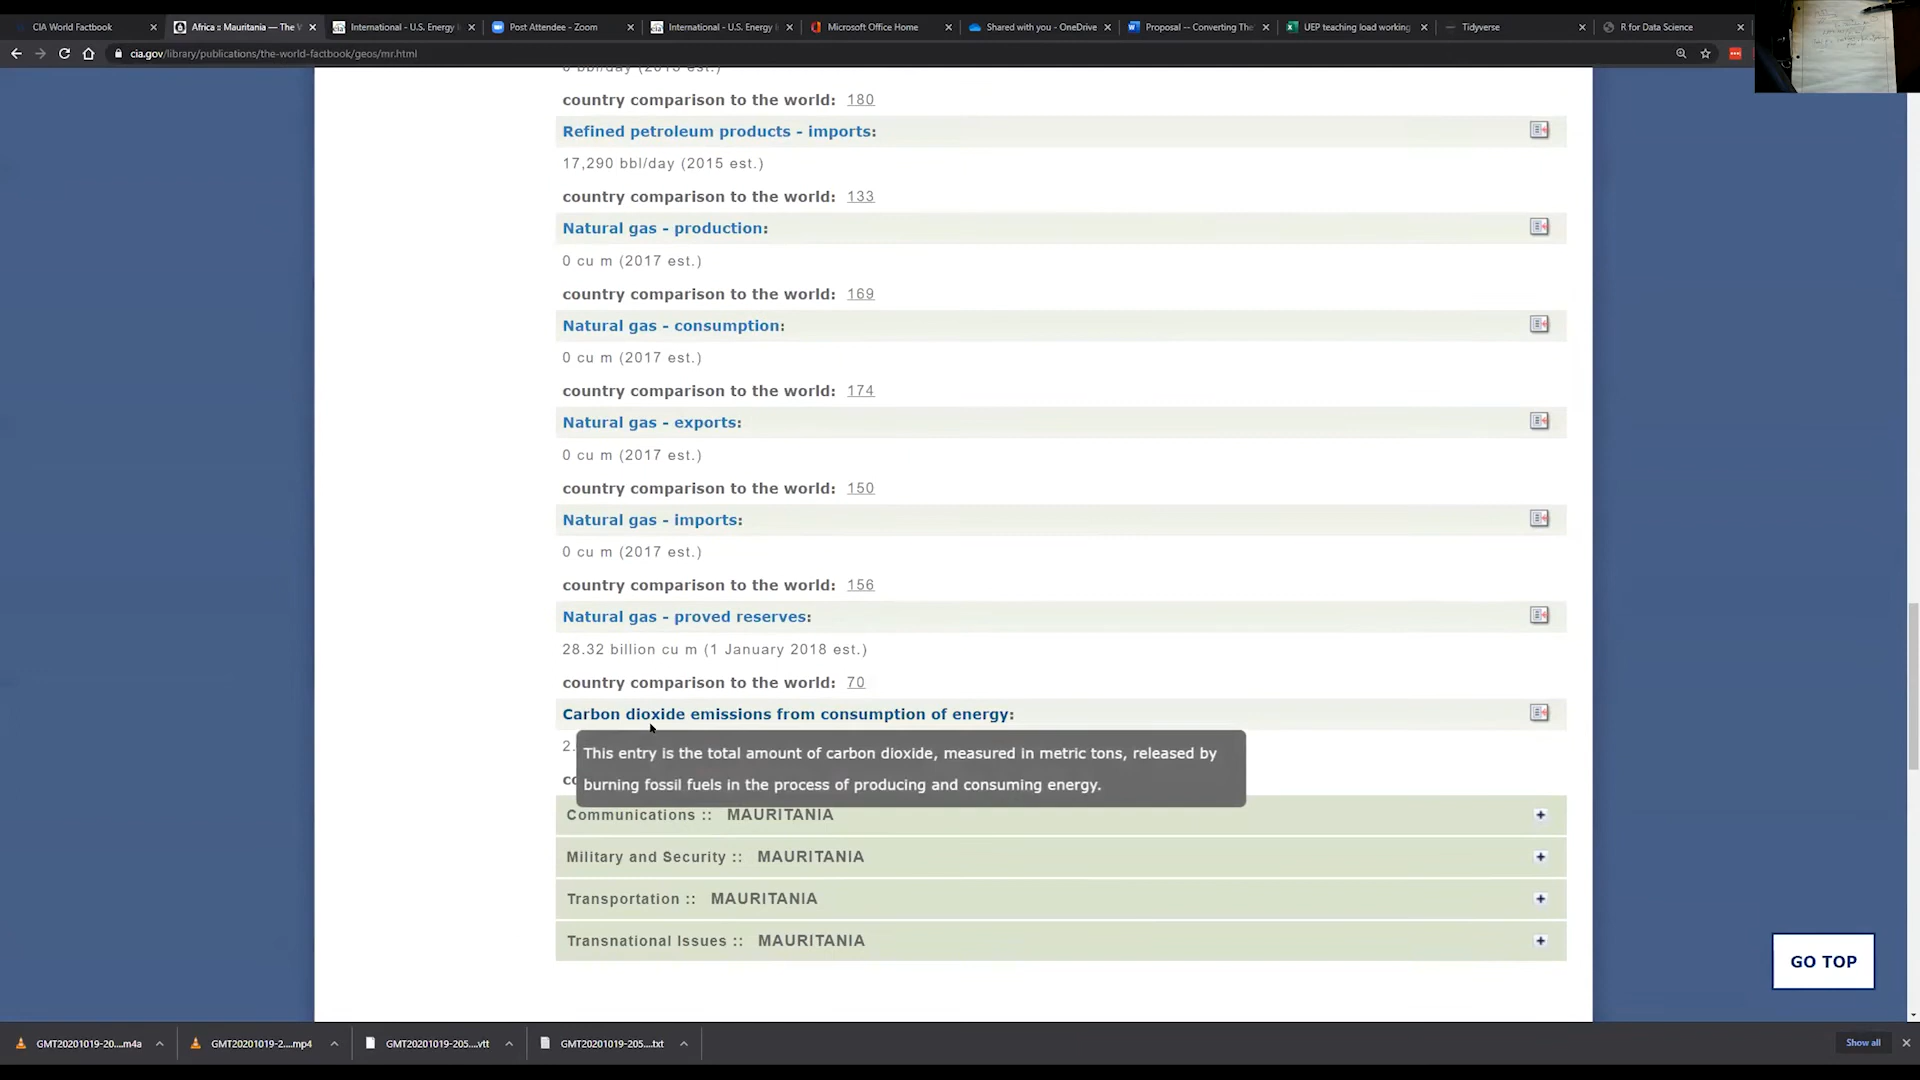 CIA World Factbook
Africa :: Mauritania — The W
International - U.S. Energy I
Post Attendee - Zoom
International - U.S. Energy I
Microsoft Office Home
Shared with you - OneDrive
Proposal -- Converting The
UEP teaching load working
Tidyverse
R for Data Science
cia.gov/library/publications/the-world-factbook/geos/mr.html
0 bbl/day (2015 est.)
country comparison to the world: 180
Refined petroleum products - imports:
17,290 bbl/day (2015 est.)
country comparison to the world: 133
Natural gas - production:
0 cu m (2017 est.)
country comparison to the world: 169
Natural gas - consumption:
0 cu m (2017 est.)
country comparison to the world: 174
Natural gas - exports:
0 cu m (2017 est.)
country comparison to the world: 150
Natural gas - imports:
0 cu m (2017 est.)
country comparison to the world: 156
Natural gas - proved reserves:
28.32 billion cu m (1 January 2018 est.)
country comparison to the world: 70
Carbon dioxide emissions from consumption of energy:
2.
This entry is the total amount of carbon dioxide, measured in metric tons, released by
burning fossil fuels in the process of producing and consuming energy.
co
Communications :: MAURITANIA
Military and Security :: MAURITANIA
Transportation :: MAURITANIA
Transnational Issues :: MAURITANIA
GO TOP
GMT20201019-20....m4a
GMT20201019-2....mp4
GMT20201019-205....vtt
GMT20201019-205....txt
Show all